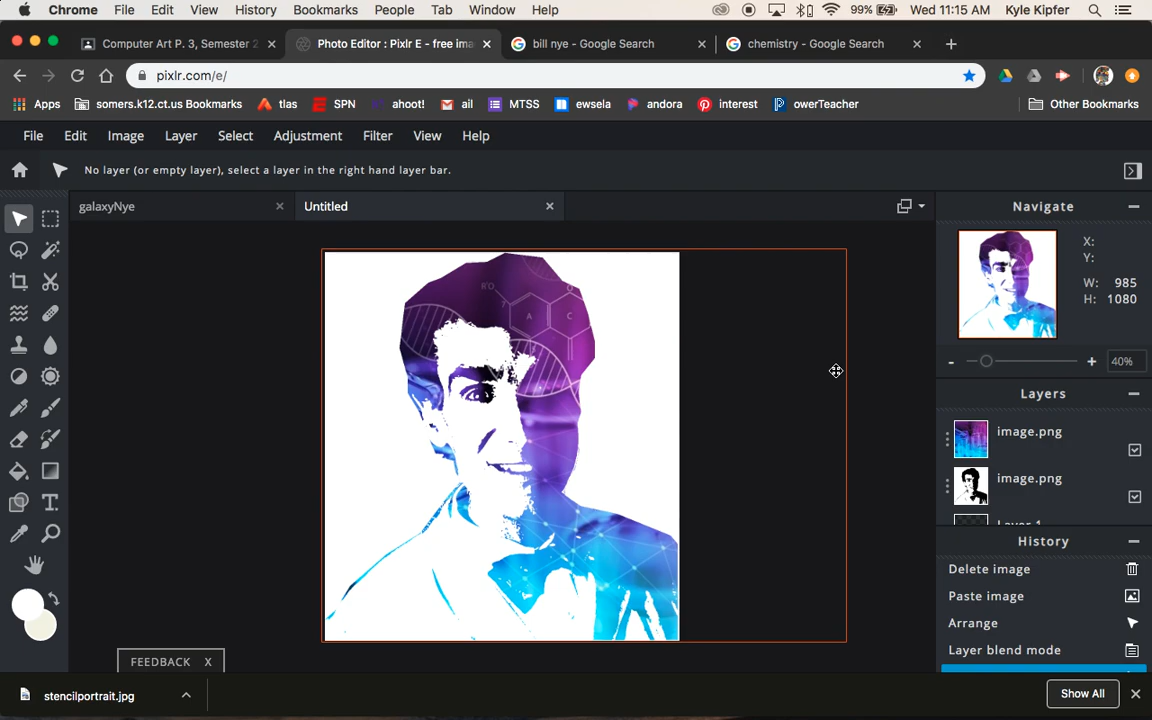 Chrome File Edit View History Bookmarks People Tab Window Help 99% Wed 11:15 AM Kyle Kipfer
Computer Art P. 3, Semester 2 Photo Editor : Pixlr E - free ima bill nye - Google Search chemistry - Google Search
pixlr.com/e/
Apps somers.k12.ct.us Bookmarks tlas SPN ahoot! ail MTSS ewsela andora interest owerTeacher Other Bookmarks
File Edit Image Layer Select Adjustment Filter View Help
No layer (or empty layer), select a layer in the right hand layer bar.
galaxyNye Untitled Navigate
X:
Y:
W: 985
H: 1080
- + 40%
Layers
image.png
image.png
History
Delete image
Paste image
Arrange
Layer blend mode
RO
7
A
C
O
FEEDBACK X
stencilportrait.jpg Show All